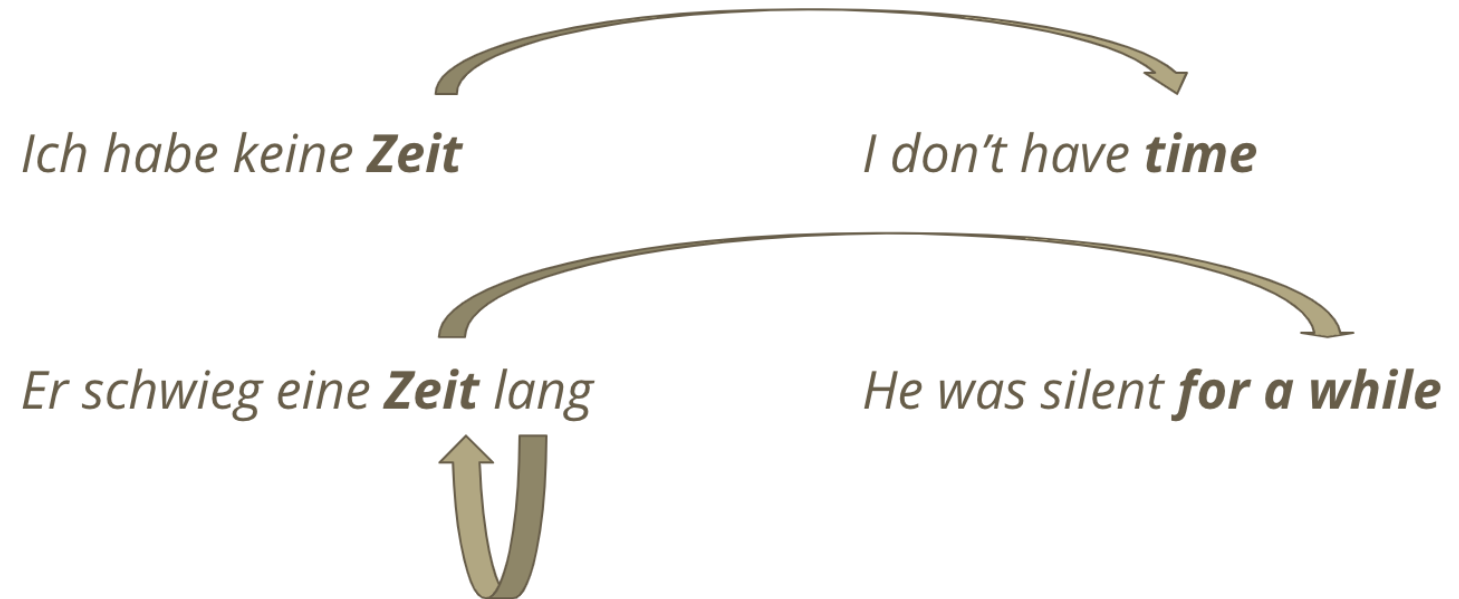 Ich habe keine Zeit
I don’t have time
Er schwieg eine Zeit lang
He was silent for a while